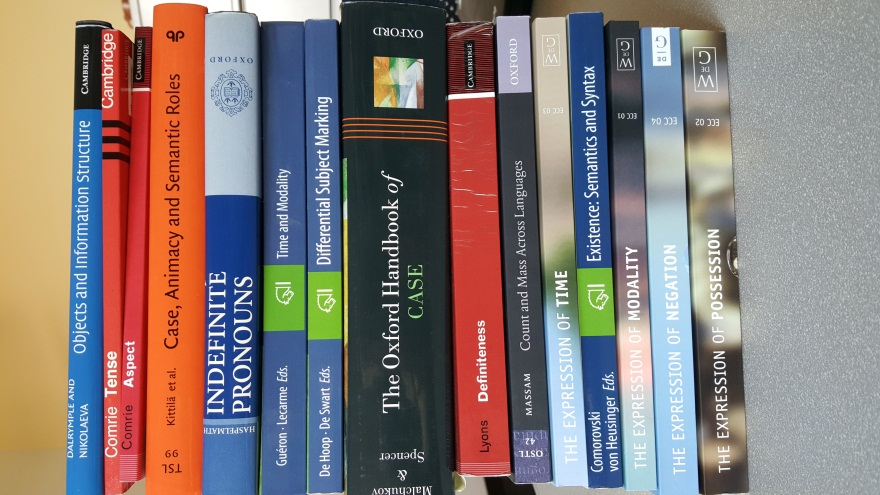 CAMBRIDGE
Objects and Information Structure
DALRYMPLE AND
NIKOLAEVA
Cambridge
Tense
Comrie
CAMBRIDGE
Aspect
Comrie
Case, Animacy and Semantic Roles
Kittilä et al.
TSL
99
OXFORD
INDEFINITE
PRONOUNS
HASPELMATH
Time and Modality
Guéron · Lecarme Eds.
Differential Subject Marking
De Hoop · De Swart Eds.
OXFORD
The Oxford Handbook of
CASE
Malchukov
& Spencer
CAMBRIDGE
Definiteness
Lyons
OXFORD
Count and Mass Across Languages
MASSAM
OSTL
42
W
DE
G
ECC 03
THE EXPRESSION OF TIME
Existence: Semantics and Syntax
Comorovski
von Heusinger Eds.
W
DE
G
ECC 01
THE EXPRESSION OF MODALITY
DE
G
ECC 04
THE EXPRESSION OF NEGATION
W
DE
G
ECC 02
THE EXPRESSION OF POSSESSION